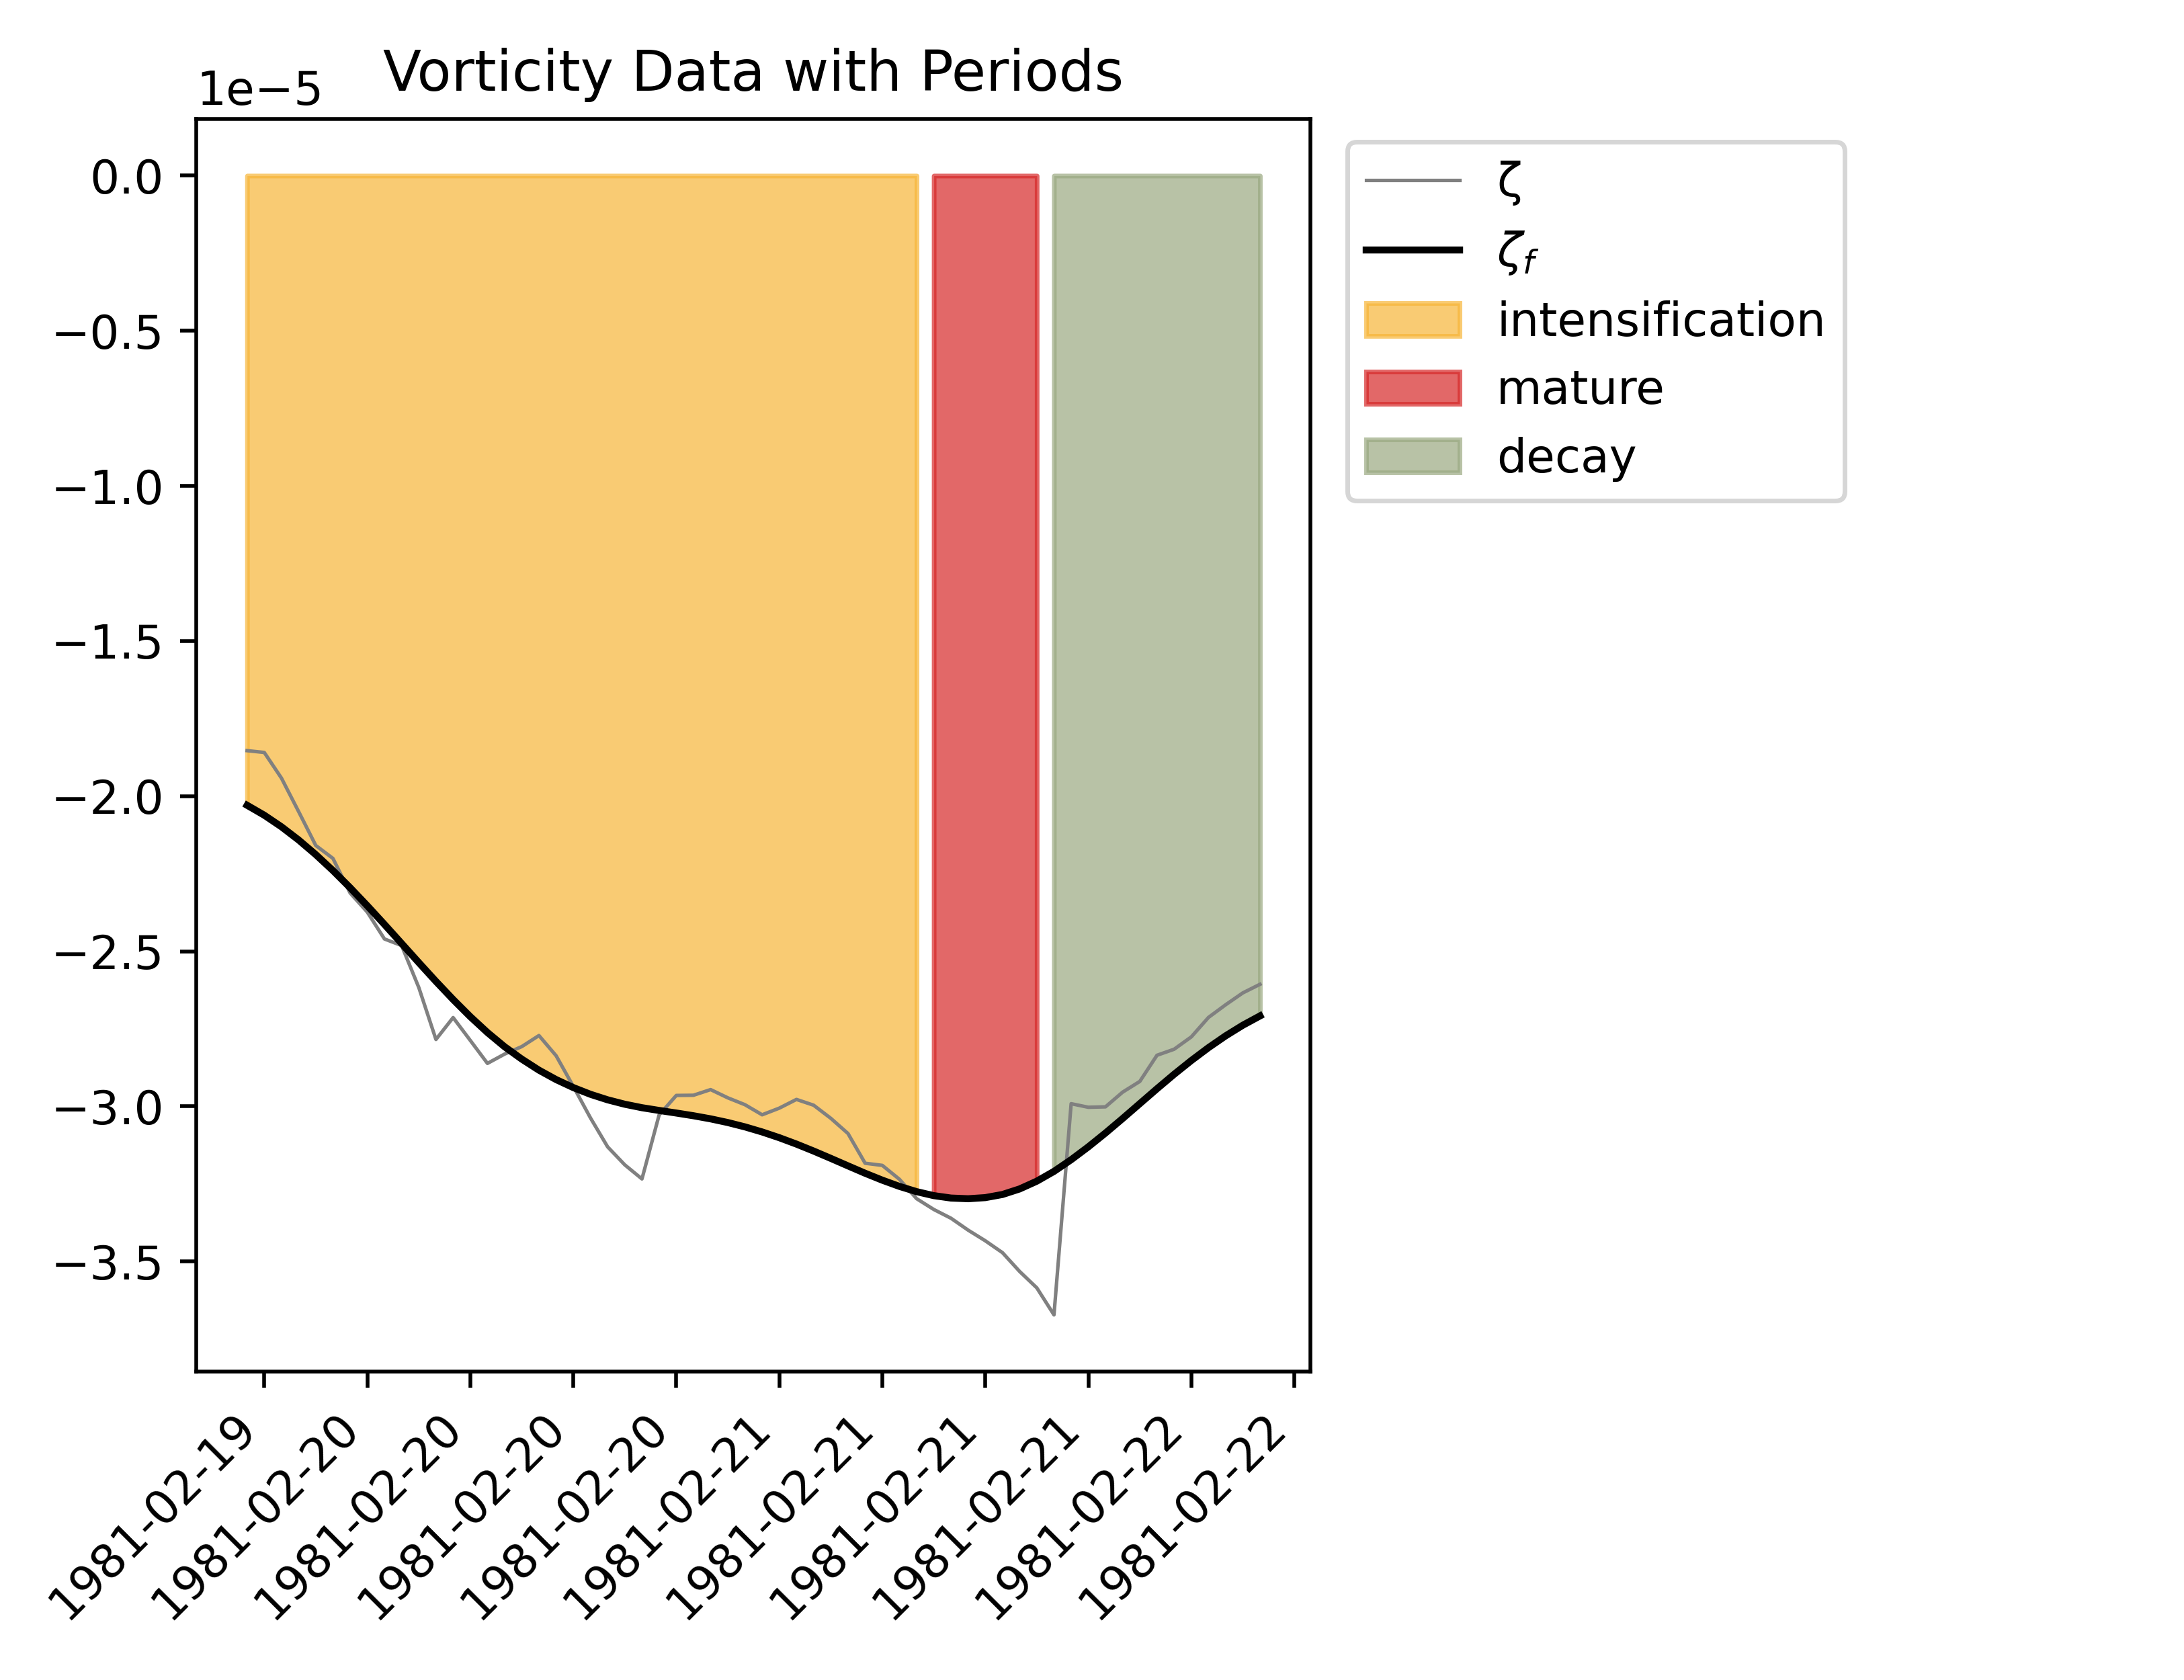 Vorticity Data with Periods
1e−5
0.0
−0.5
−1.0
−1.5
−2.0
−2.5
−3.0
−3.5
1981-02-19
1981-02-20
1981-02-20
1981-02-20
1981-02-20
1981-02-21
1981-02-21
1981-02-21
1981-02-21
1981-02-22
1981-02-22
ζ
ζf
intensification
mature
decay